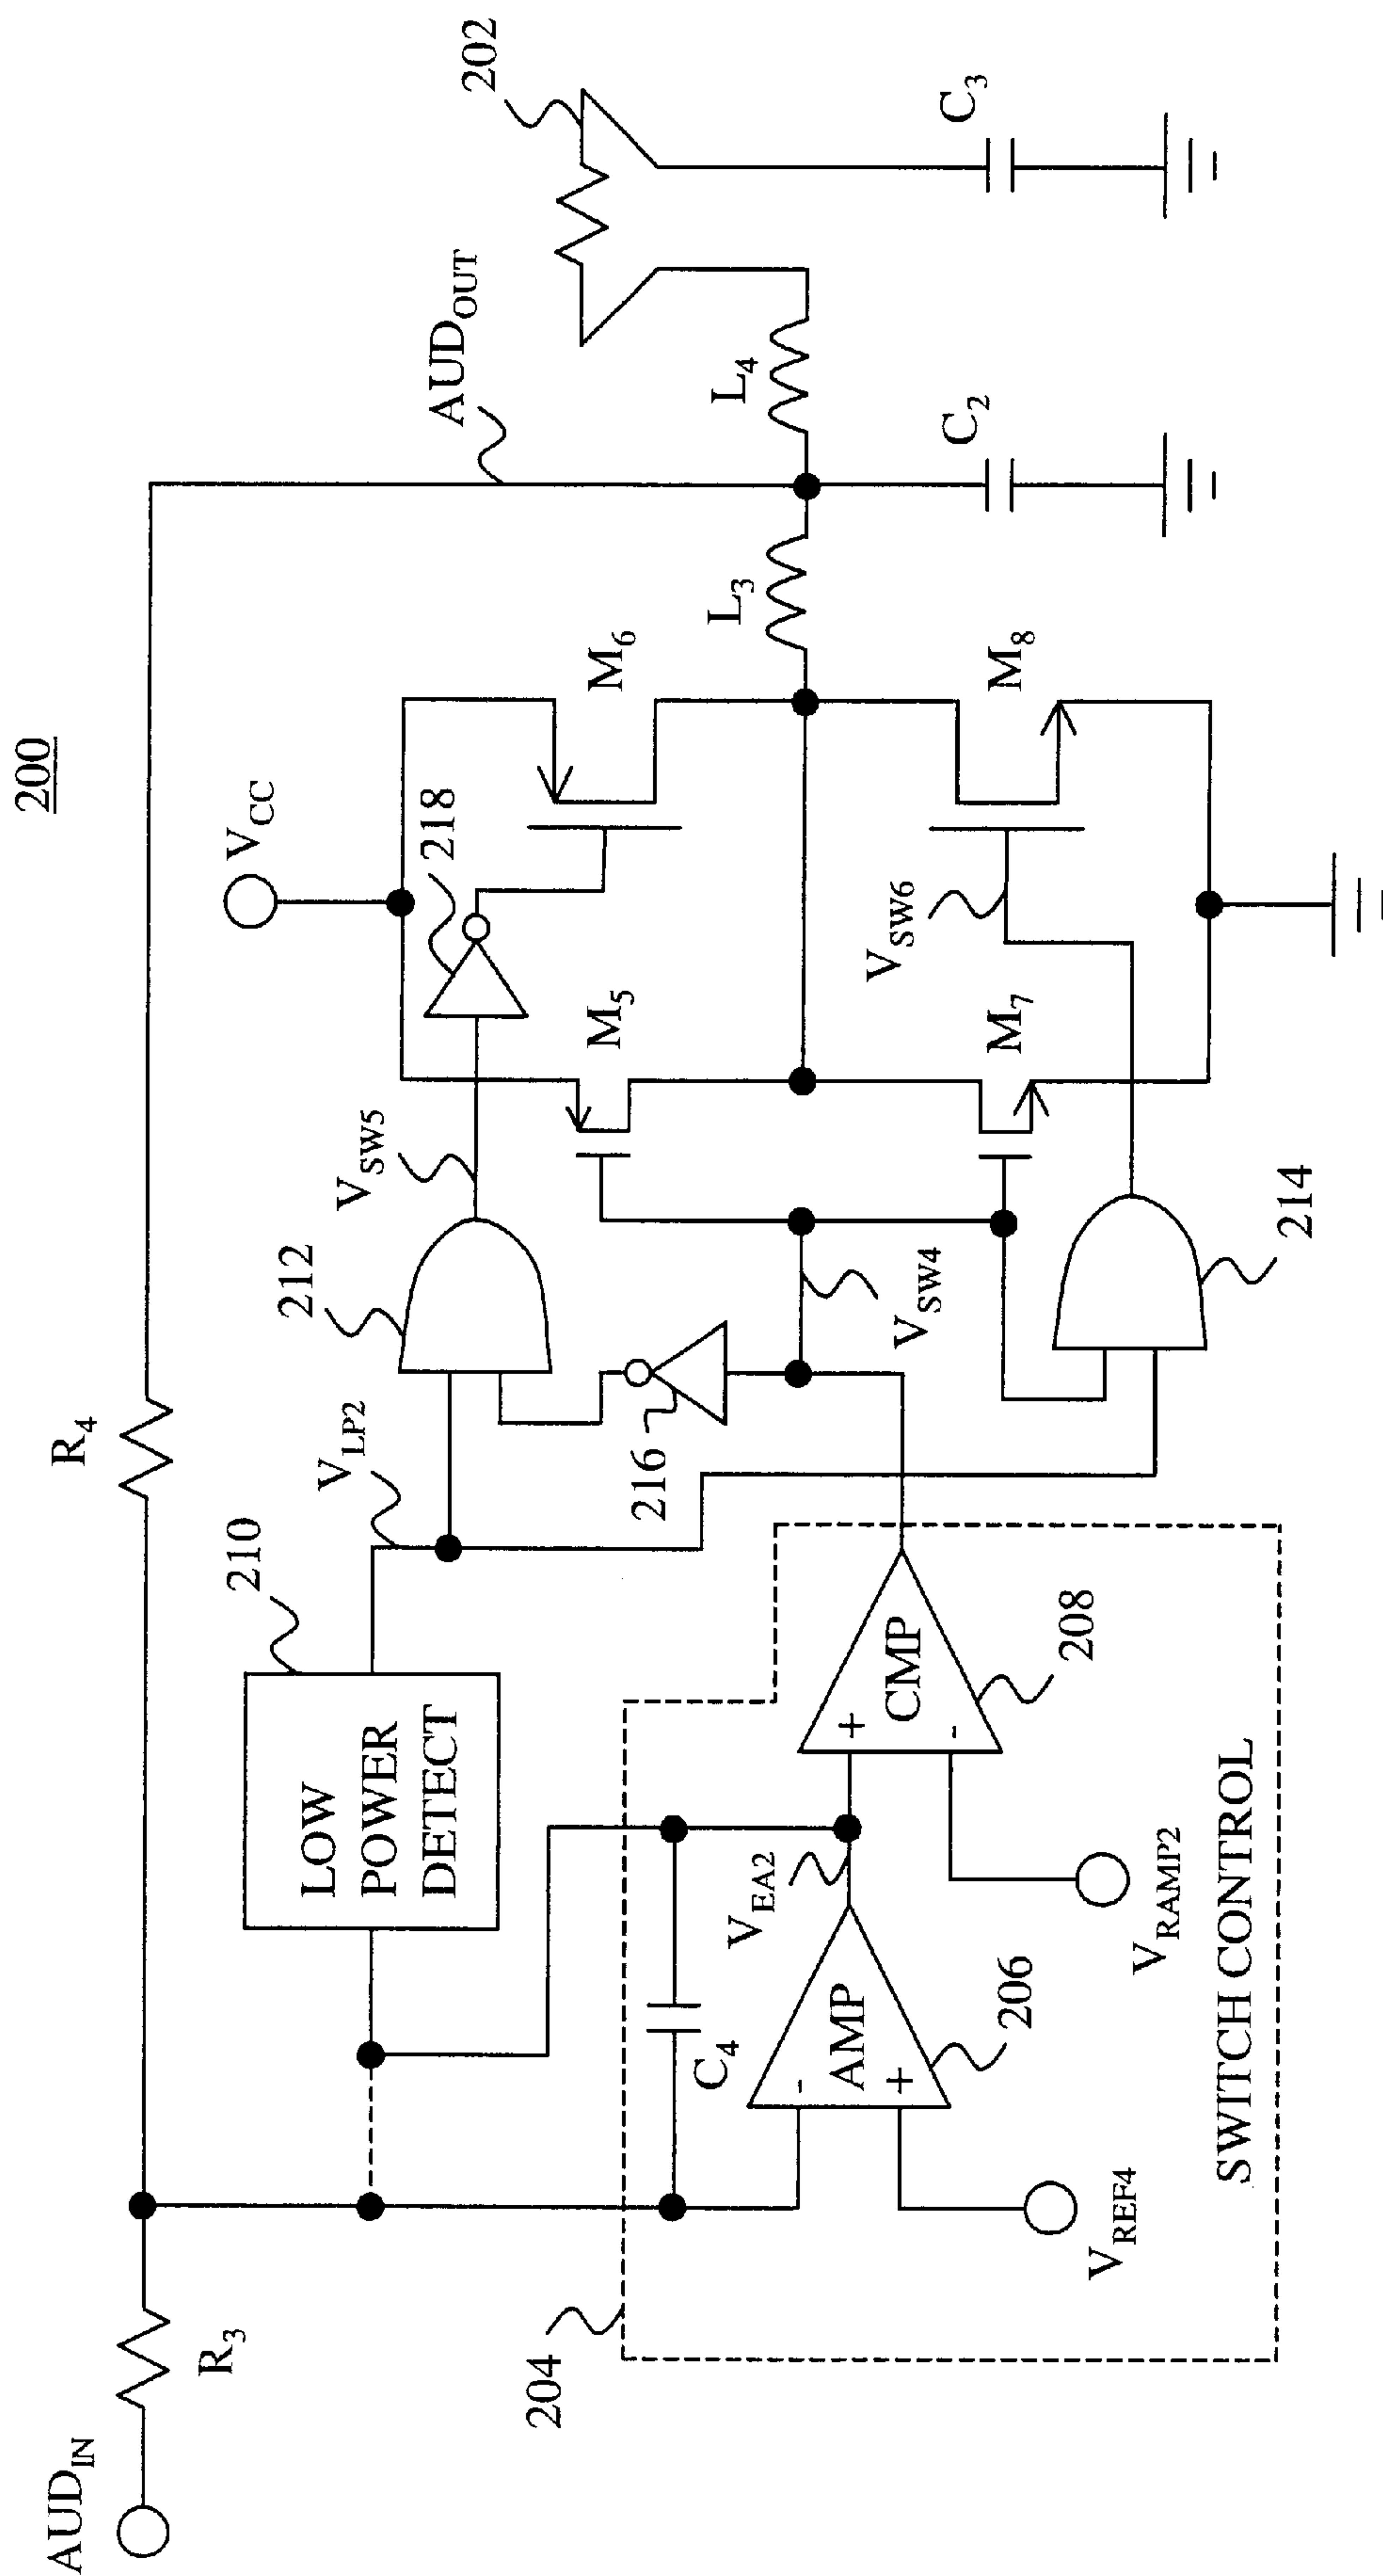 200
AUD_IN
R_3
R_4
AUD_OUT
202
V_CC
210
LOW
POWER
DETECT
V_LP2
212
V_SW5
218
M_6
M_5
L_3
L_4
216
V_SW4
V_SW6
M_7
M_8
C_2
C_3
214
204
C_4
V_EA2
-
AMP
+
206
+
CMP
-
208
V_REF4
V_RAMP2
SWITCH CONTROL